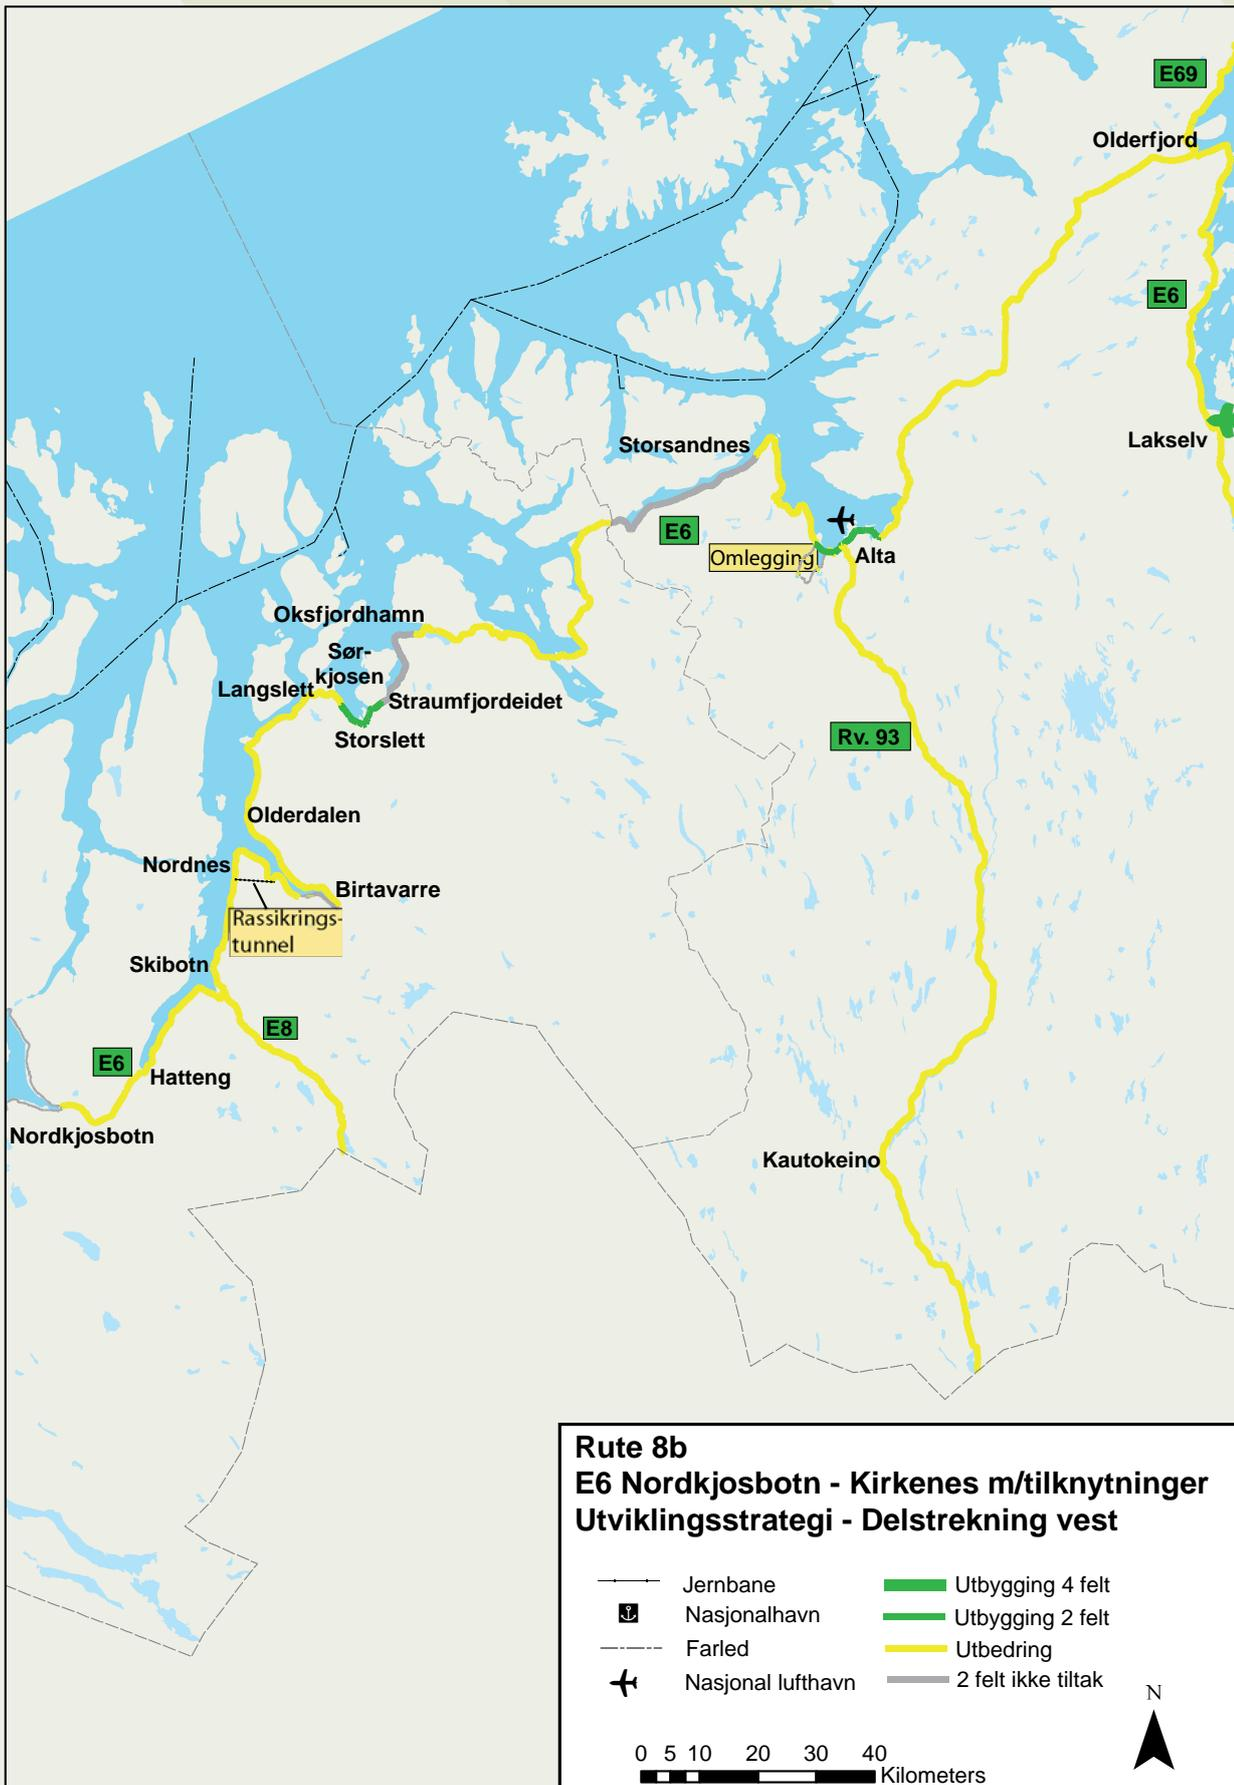 E69
Olderfjord
E6
Lakselv
Storsandnes
E6
Omlegging
Alta
Oksfjordhamn
Sør-
kjosen
Langslett
Straumfjordeidet
Storslett
Rv. 93
Olderdalen
Nordnes
Birtavarre
Rassikrings-
tunnel
Skibotn
E8
E6
Hatteng
Nordkjosbotn
Kautokeino
Rute 8b
E6 Nordkjosbotn - Kirkenes m/tilknytninger
Utviklingsstrategi - Delstrekning vest
Jernbane
Nasjonalhavn
Farled
Nasjonal lufthavn
Utbygging 4 felt
Utbygging 2 felt
Utbedring
2 felt ikke tiltak
N
0 5 10 20 30 40
Kilometers